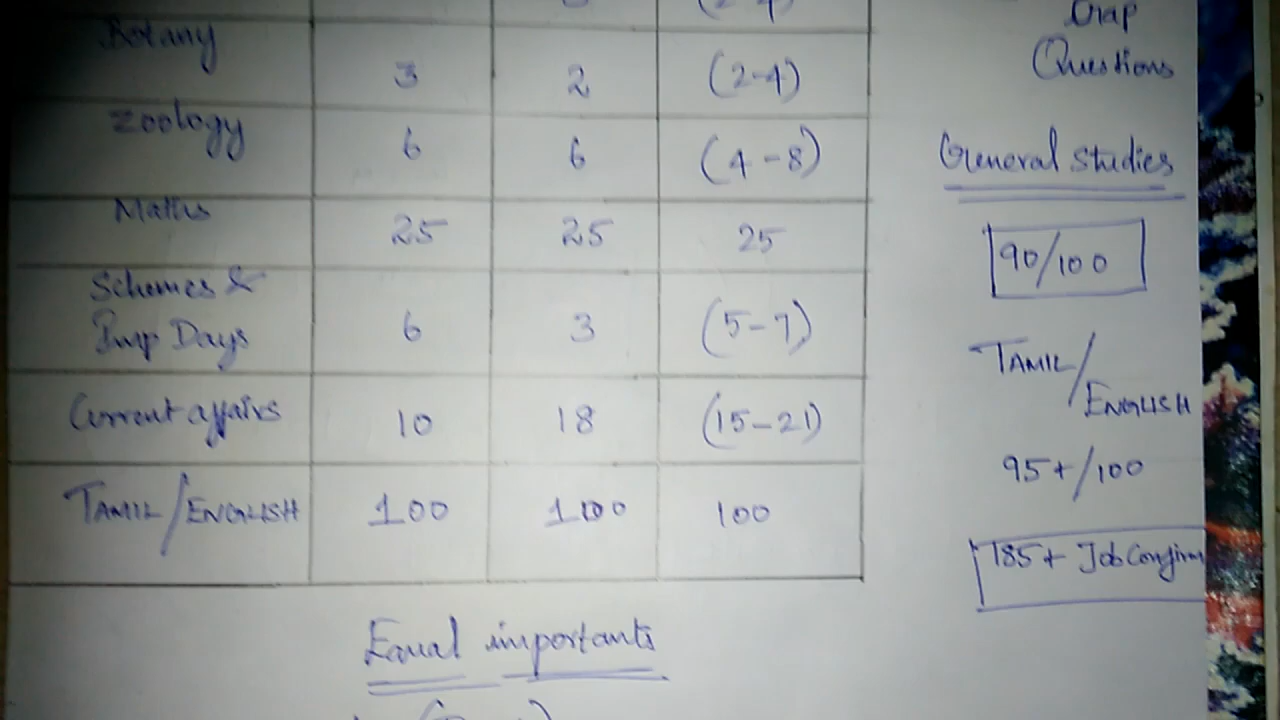 (2-4)
Botany 3 2 (2-4)
Zoology 6 6 (4-8)
Maths 25 25 25
Schemes &
Imp Days 6 3 (5-7)
Current affairs 10 18 (15-21)
TAMIL/ENGLISH 100 100 100
Equal importants
Questions
General Studies
90/100
TAMIL/
ENGLISH
95+/100
185+ Job Confirm